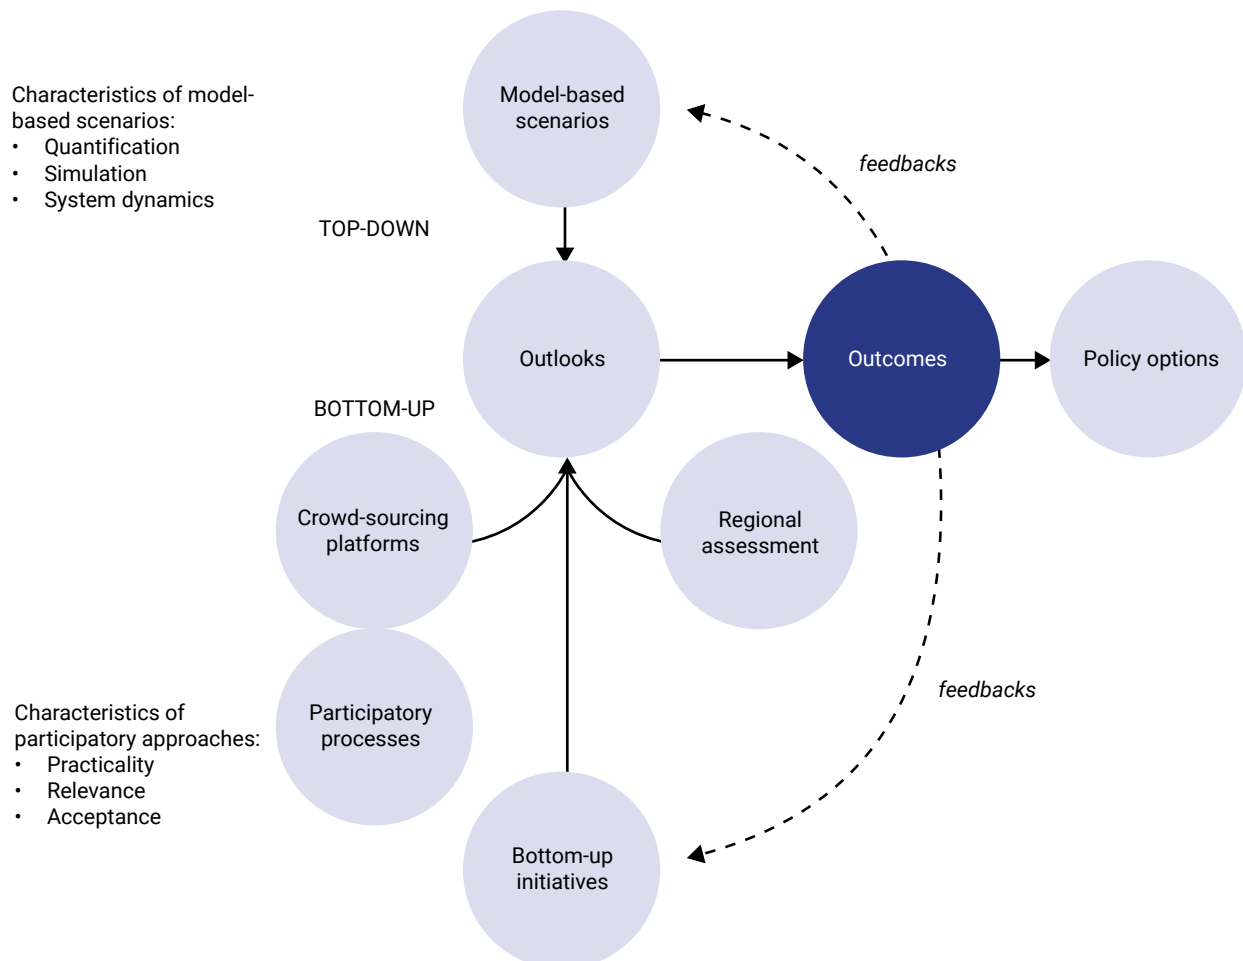 Model-based
scenarios
Characteristics of model-
based scenarios:
• Quantification
• Simulation
• System dynamics
feedbacks
TOP-DOWN
Outlooks
Outcomes
Policy options
BOTTOM-UP
Crowd-sourcing
platforms
Regional
assessment
feedbacks
Participatory
processes
Characteristics of
participatory approaches:
• Practicality
• Relevance
• Acceptance
Bottom-up
initiatives